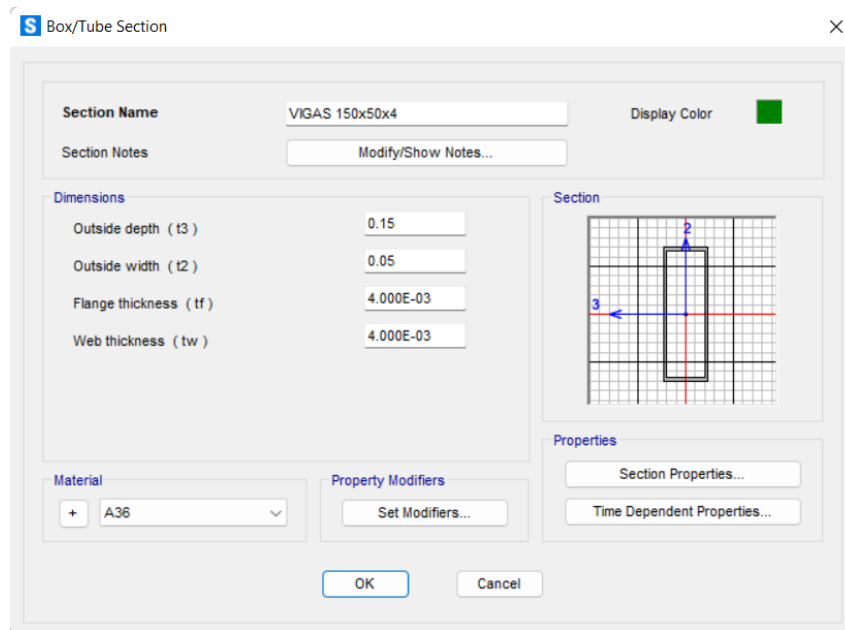 S Box/Tube Section
Section Name VIGAS 150x50x4 Display Color
Section Notes Modify/Show Notes...
Dimensions
Outside depth ( t3 ) 0.15
Outside width ( t2 ) 0.05
Flange thickness ( tf ) 4.000E-03
Web thickness ( tw ) 4.000E-03
Section
2
3
Properties
Section Properties...
Time Dependent Properties...
Material
+ A36
Property Modifiers
Set Modifiers...
OK Cancel